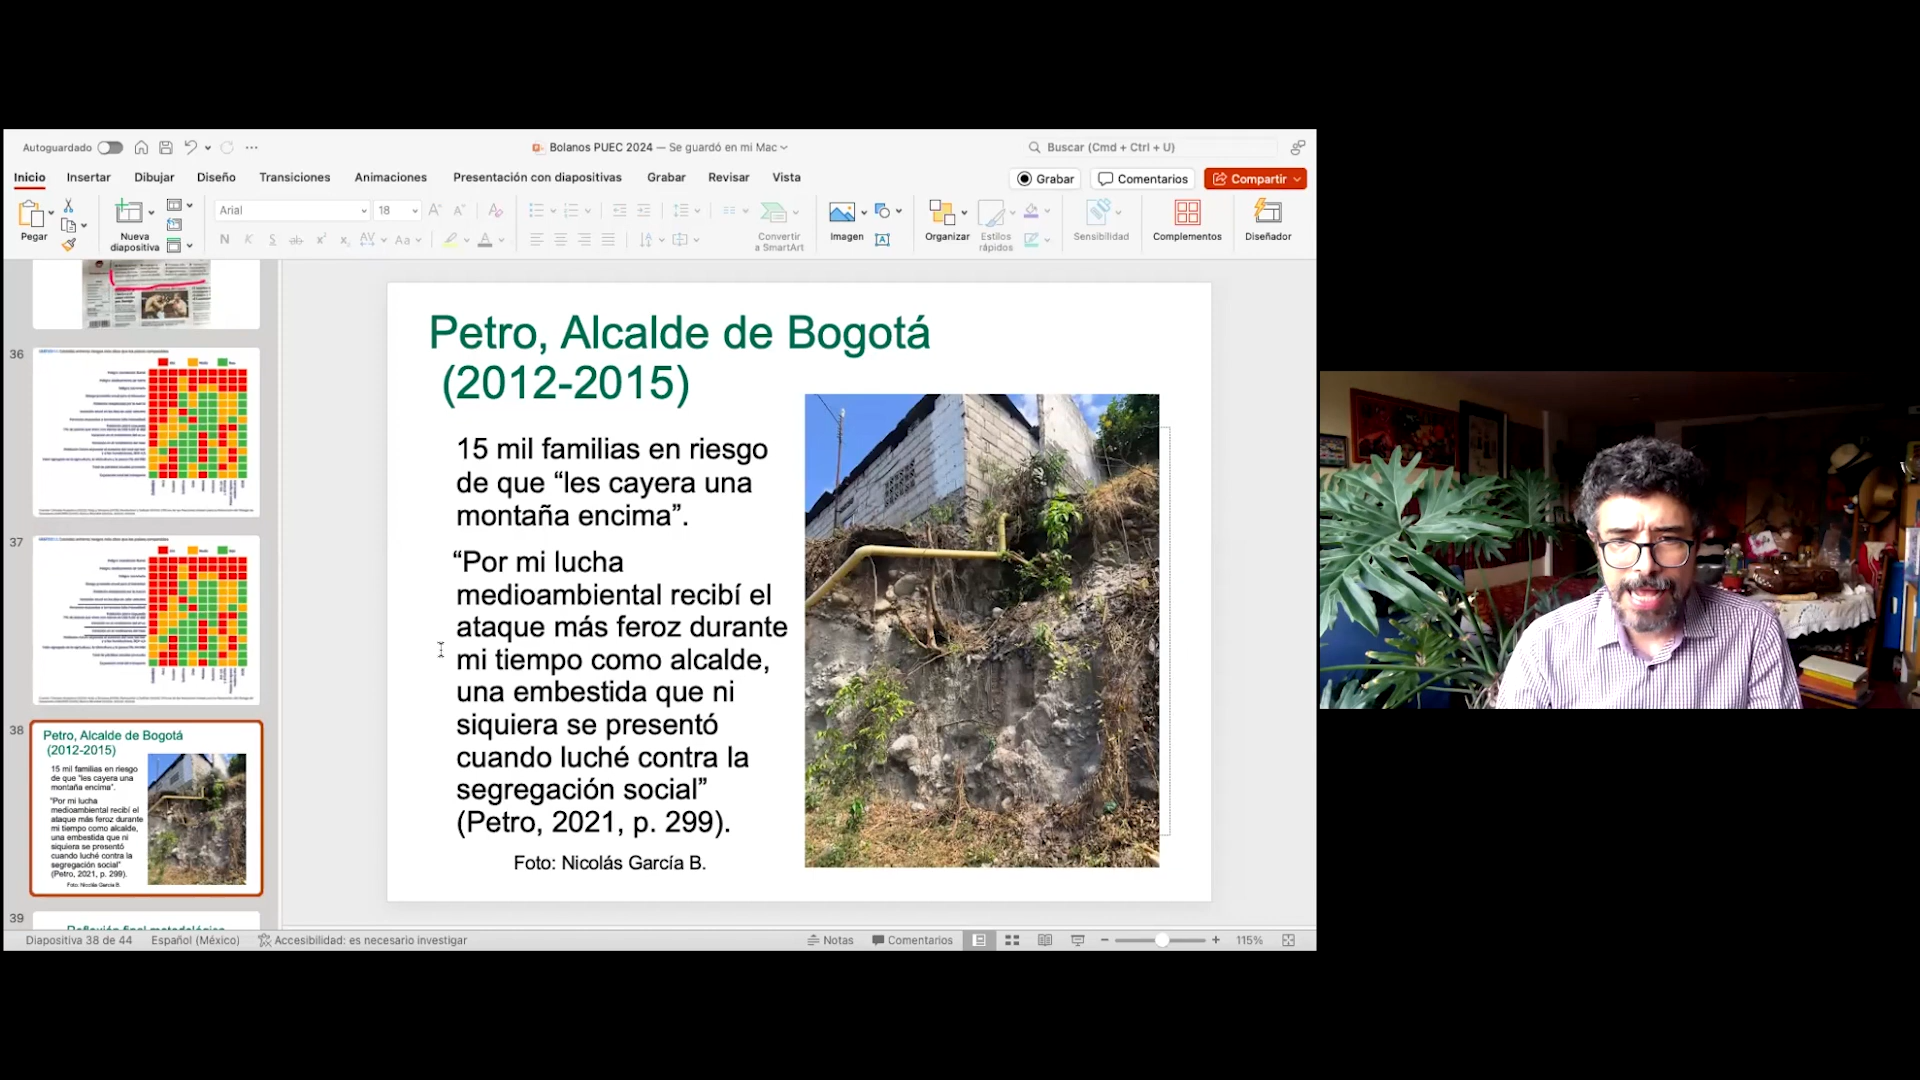 Autoguardado
Bolanos PUEC 2024 — Se guardó en mi Mac
Buscar (Cmd + Ctrl + U)
Inicio
Insertar
Dibujar
Diseño
Transiciones
Animaciones
Presentación con diapositivas
Grabar
Revisar
Vista
Grabar
Comentarios
Compartir
Pegar
Nueva
diapositiva
Arial
18
Convertir
a SmartArt
Imagen
Organizar
Estilos
rápidos
Sensibilidad
Complementos
Diseñador
36
37
38
Petro, Alcalde de Bogotá
(2012-2015)
15 mil familias en riesgo
de que “les cayera una
montaña encima”.
“Por mi lucha
medioambiental recibí el
ataque más feroz durante
mi tiempo como alcalde,
una embestida que ni
siquiera se presentó
cuando luché contra la
segregación social”
(Petro, 2021, p. 299).
Foto: Nicolás García B.
39
Petro, Alcalde de Bogotá
(2012-2015)
15 mil familias en riesgo
de que “les cayera una
montaña encima”.
“Por mi lucha
medioambiental recibí el
ataque más feroz durante
mi tiempo como alcalde,
una embestida que ni
siquiera se presentó
cuando luché contra la
segregación social”
(Petro, 2021, p. 299).
Foto: Nicolás García B.
Diapositiva 38 de 44
Español (México)
Accesibilidad: es necesario investigar
Notas
Comentarios
115%